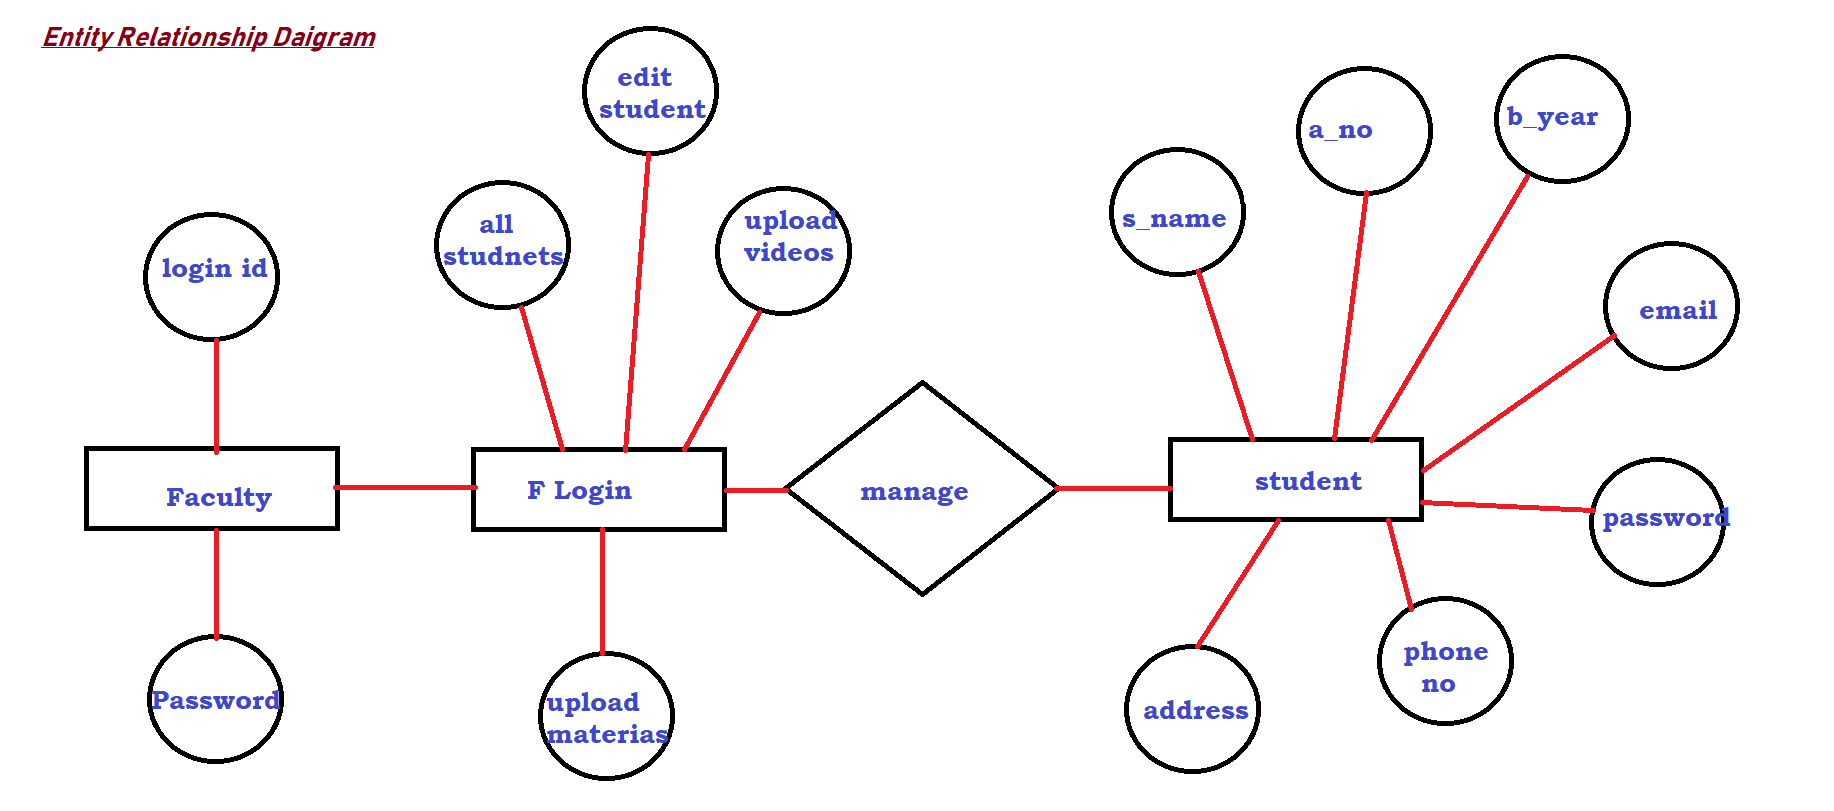 Entity Relationship Daigram
edit
student
all
studnets
upload
videos
login id
Faculty
F Login
manage
Password
upload
materias
s_name
a_no
b_year
email
student
password
phone
no
address